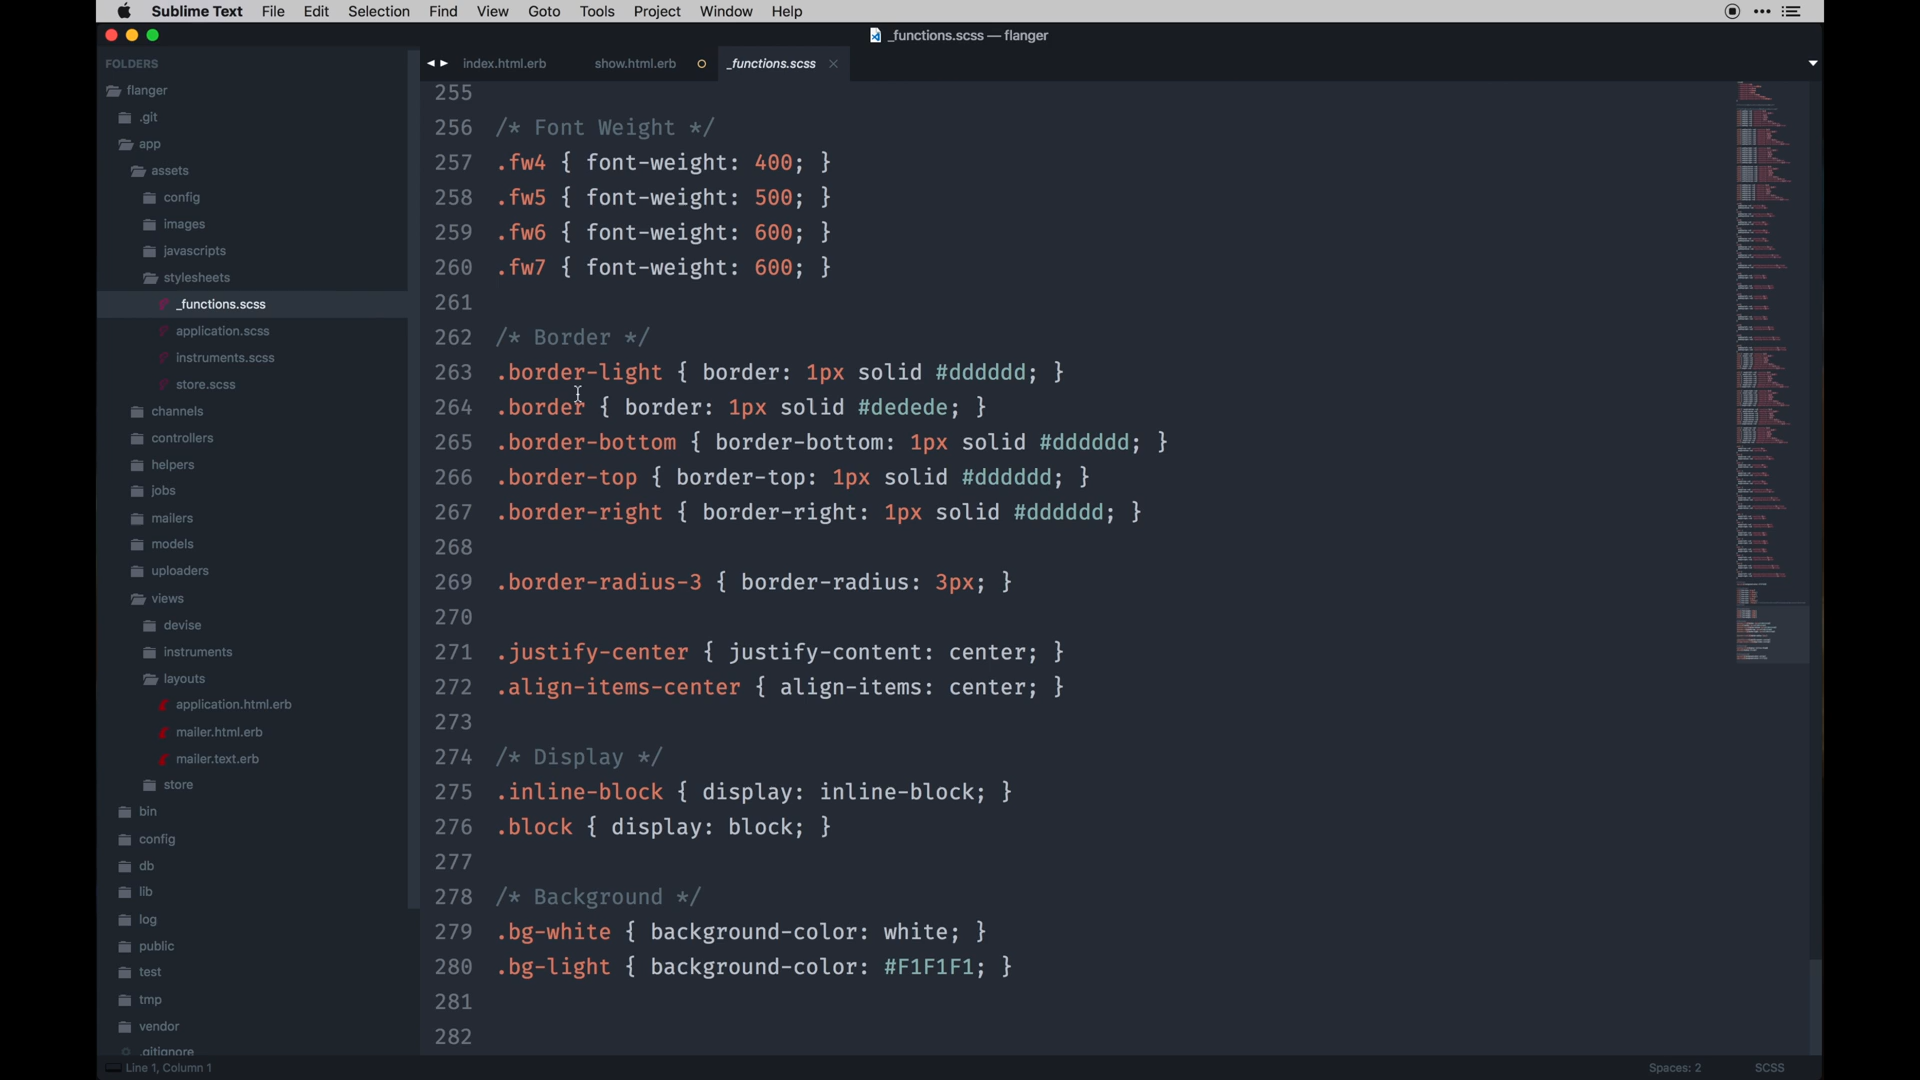 Sublime Text File Edit Selection Find View Goto Tools Project Window Help
_functions.scss — flanger
FOLDERS
flanger
.git
app
assets
config
images
javascripts
stylesheets
_functions.scss
application.scss
instruments.scss
store.scss
channels
controllers
helpers
jobs
mailers
models
uploaders
views
devise
instruments
layouts
application.html.erb
mailer.html.erb
mailer.text.erb
store
bin
config
db
lib
log
public
test
tmp
vendor
.gitignore
index.html.erb show.html.erb _functions.scss
255
256 /* Font Weight */
257 .fw4 { font-weight: 400; }
258 .fw5 { font-weight: 500; }
259 .fw6 { font-weight: 600; }
260 .fw7 { font-weight: 600; }
261
262 /* Border */
263 .border-light { border: 1px solid #dddddd; }
264 .border { border: 1px solid #dedede; }
265 .border-bottom { border-bottom: 1px solid #dddddd; }
266 .border-top { border-top: 1px solid #dddddd; }
267 .border-right { border-right: 1px solid #dddddd; }
268
269 .border-radius-3 { border-radius: 3px; }
270
271 .justify-center { justify-content: center; }
272 .align-items-center { align-items: center; }
273
274 /* Display */
275 .inline-block { display: inline-block; }
276 .block { display: block; }
277
278 /* Background */
279 .bg-white { background-color: white; }
280 .bg-light { background-color: #F1F1F1; }
281
282
Line 1, Column 1 Spaces: 2 SCSS